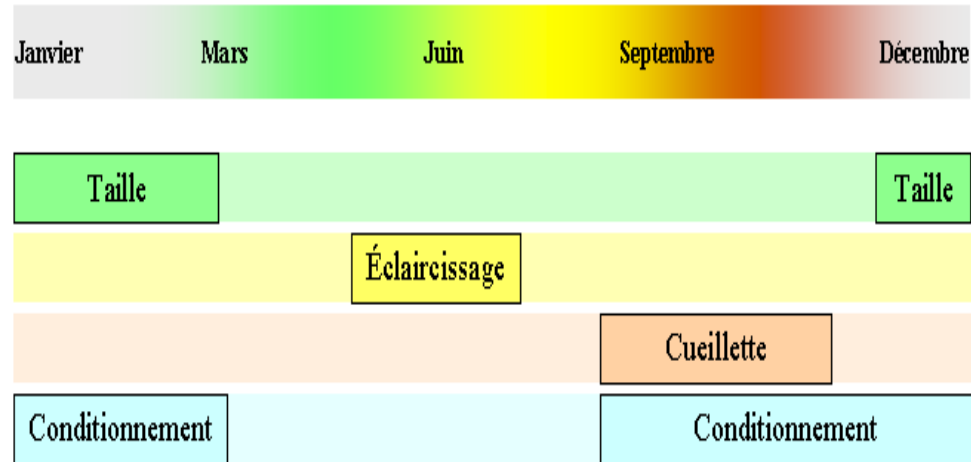 Janvier Mars Juin Septembre Décembre
Taille Taille
Éclaircissage
Cueillette
Conditionnement Conditionnement